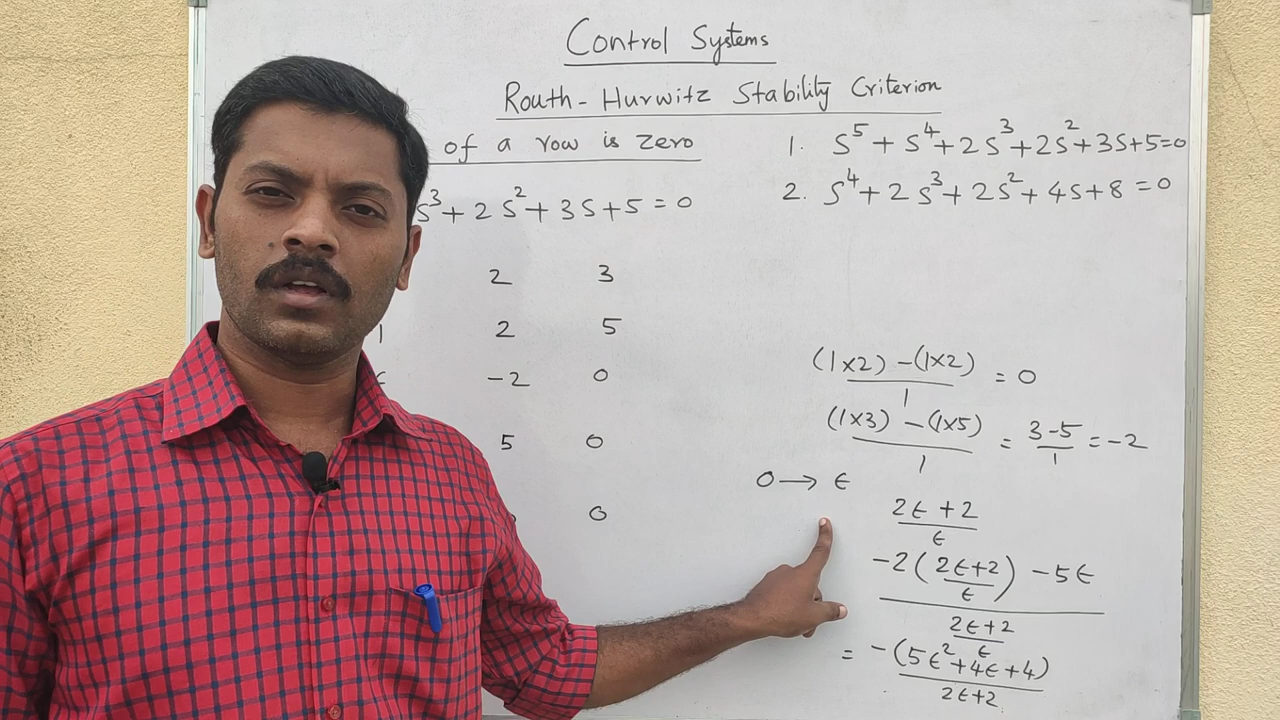 Control Systems
Routh-Hurwitz Stability Criterion
of a row is zero
1. S⁵ + S⁴ + 2S³ + 2S² + 3S + 5 = 0
2. S⁴ + 2S³ + 2S² + 4S + 8 = 0
S³ + 2S² + 3S + 5 = 0
2 3
1 2 5
ϵ -2 0
5 0
0
(1×2) - (1×2)
1
= 0
(1×3) - (1×5)
1
= 3-5
1
= -2
0 → ϵ
2ϵ + 2
ϵ
-2 (2ϵ+2
ϵ) - 5ϵ
2ϵ+2
ϵ
= -(5ϵ² + 4ϵ + 4)
2ϵ+2